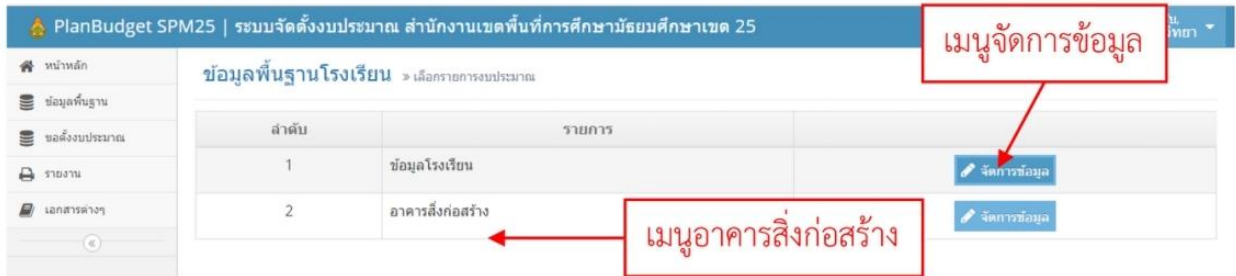 PlanBudget SPM25 | ระบบจัดตั้งงบประมาณ สำนักงานเขตพื้นที่การศึกษามัธยมศึกษาเขต 25
เมนูจัดการข้อมูล
หน้าหลัก
ข้อมูลพื้นฐานโรงเรียน » เลือกรายการงบประมาณ
ข้อมูลพื้นฐาน
ขอตั้งงบประมาณ
ลำดับ รายการ
รายงาน
1 ข้อมูลโรงเรียน จัดการข้อมูล
เอกสารต่างๆ
2 อาคารสิ่งก่อสร้าง จัดการข้อมูล
เมนูอาคารสิ่งก่อสร้าง